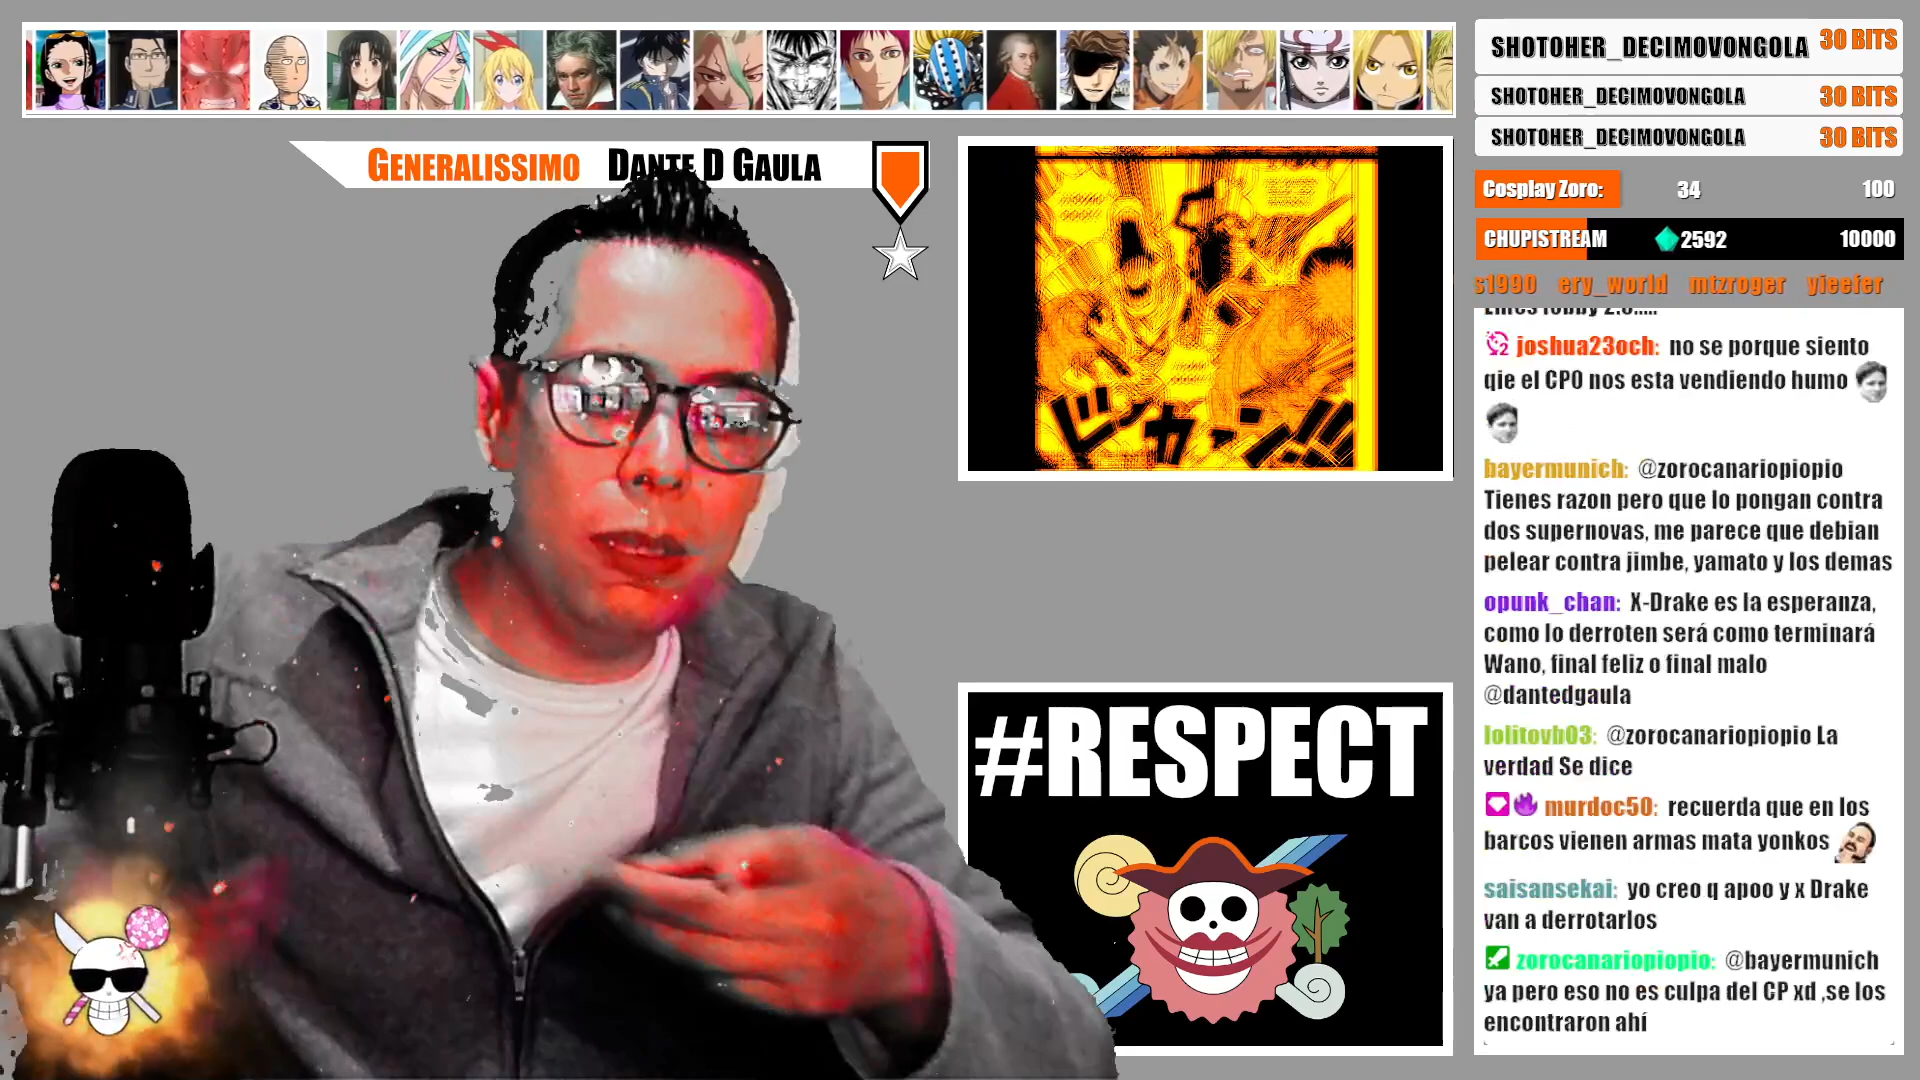 GENERALISSIMO DANTE D GAULA
SHOTOHER_DECIMOVONGOLA 30 BITS
SHOTOHER_DECIMOVONGOLA 30 BITS
SHOTOHER_DECIMOVONGOLA 30 BITS
Cosplay Zoro: 34 100
CHUPISTREAM 2592 10000
s1990 ery_world mtzroger yieefer
joshua23och: no se porque siento
qie el CP0 nos esta vendiendo humo
bayermunich: @zorocanariopiopio
Tienes razon pero que lo pongan contra
dos supernovas, me parece que debian
pelear contra jimbe, yamato y los demas
opunk_chan: X-Drake es la esperanza,
como lo derroten será como terminará
Wano, final feliz o final malo
@dantedgaula
lolitovb03: @zorocanariopiopio La
verdad Se dice
murdoc50: recuerda que en los
barcos vienen armas mata yonkos
saisansekai: yo creo q apoo y x Drake
van a derrotarlos
zorocanariopiopio: @bayermunich
ya pero eso no es culpa del CP xd ,se los
encontraron ahí
#RESPECT